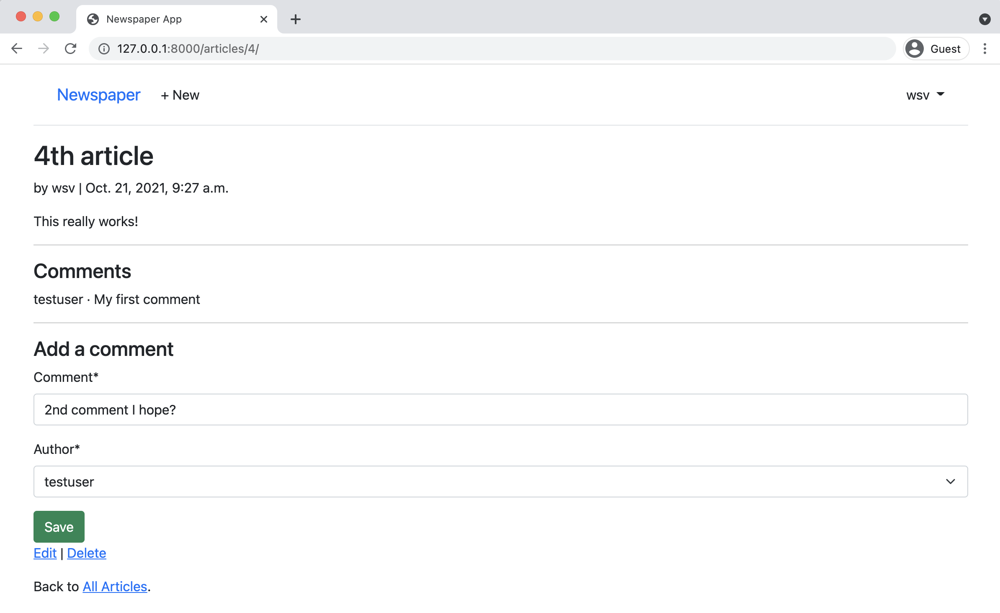 Newspaper App
127.0.0.1:8000/articles/4/
Guest
Newspaper + New wsv
4th article
by wsv | Oct. 21, 2021, 9:27 a.m.
This really works!
Comments
testuser · My first comment
Add a comment
Comment*
2nd comment I hope?
Author*
testuser
Save
Edit | Delete
Back to All Articles.